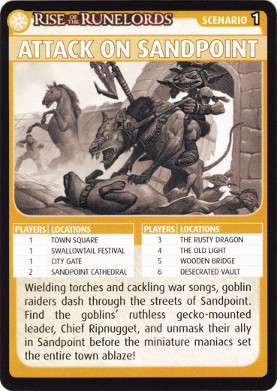 RISE OF THE RUNELORDS
SCENARIO 1
ATTACK ON SANDPOINT
PLAYERS LOCATIONS
1 TOWN SQUARE
1 SWALLOWTAIL FESTIVAL
1 CITY GATE
2 SANDPOINT CATHEDRAL
PLAYERS LOCATIONS
3 THE RUSTY DRAGON
4 THE OLD LIGHT
5 WOODEN BRIDGE
6 DESECRATED VAULT
Wielding torches and cackling war songs, goblin
raiders dash through the streets of Sandpoint.
Find the goblins' ruthless gecko-mounted
leader, Chief Ripnugget, and unmask their ally
in Sandpoint before the miniature maniacs set
the entire town ablaze!